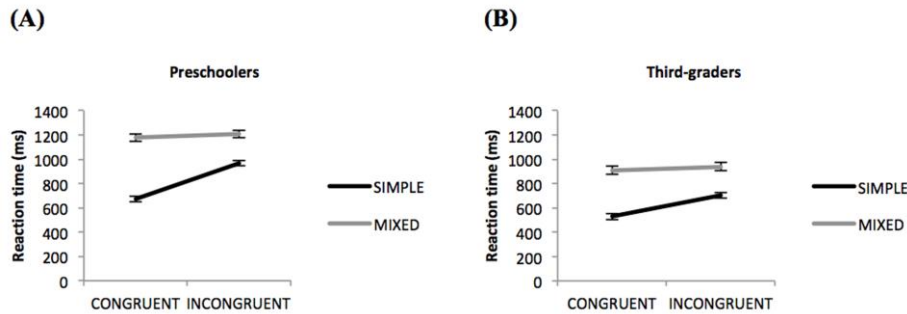 (A)
Preschoolers
Reaction time (ms)
1400
1200
1000
800
600
400
200
0
CONGRUENT INCONGRUENT
SIMPLE
MIXED
(B)
Third-graders
Reaction time (ms)
1400
1200
1000
800
600
400
200
0
CONGRUENT INCONGRUENT
SIMPLE
MIXED